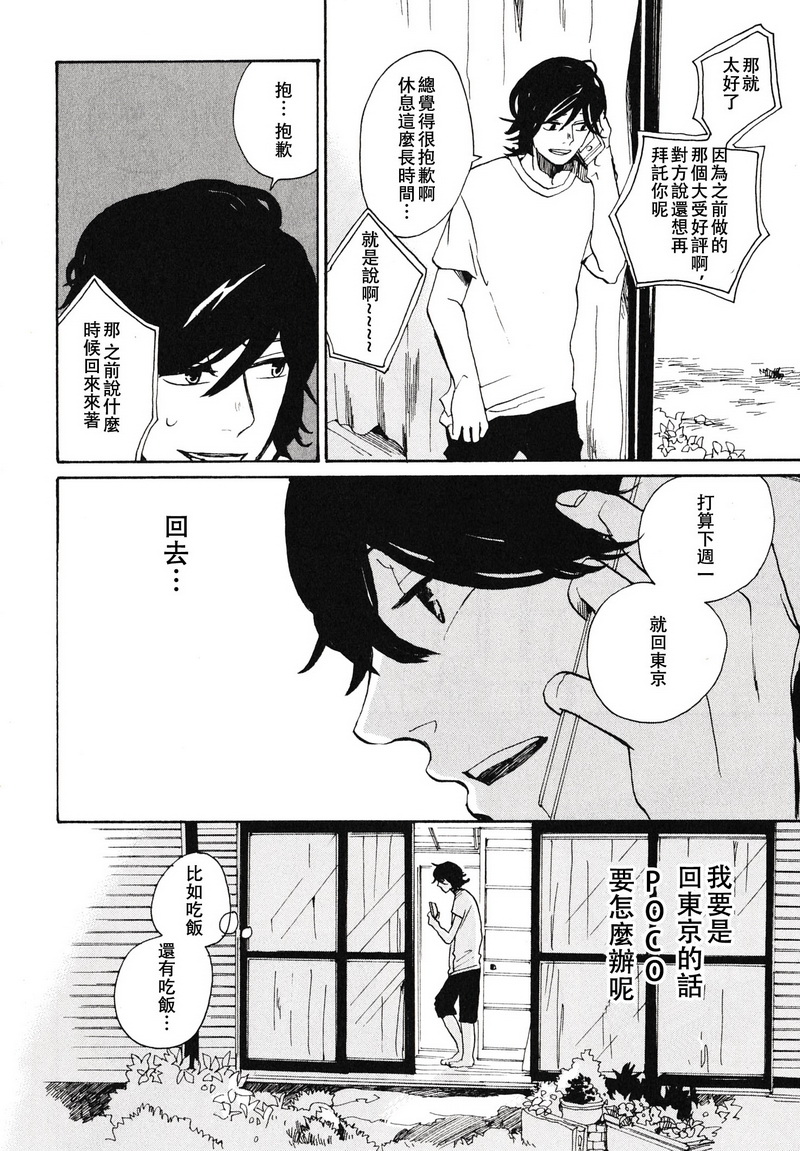 那就
太好了
因為之前做的
那個大受好評啊，
對方說還想再
拜託你呢
總覺得很抱歉啊
休息這麼長時間…
就是說啊~~~~
抱…抱歉
那 之前說什麼
時候回來來著
打算下週一
就回東京
回去…
我要是
回東京的話
POCO
要怎麼辦呢
比如吃飯
還有吃飯…